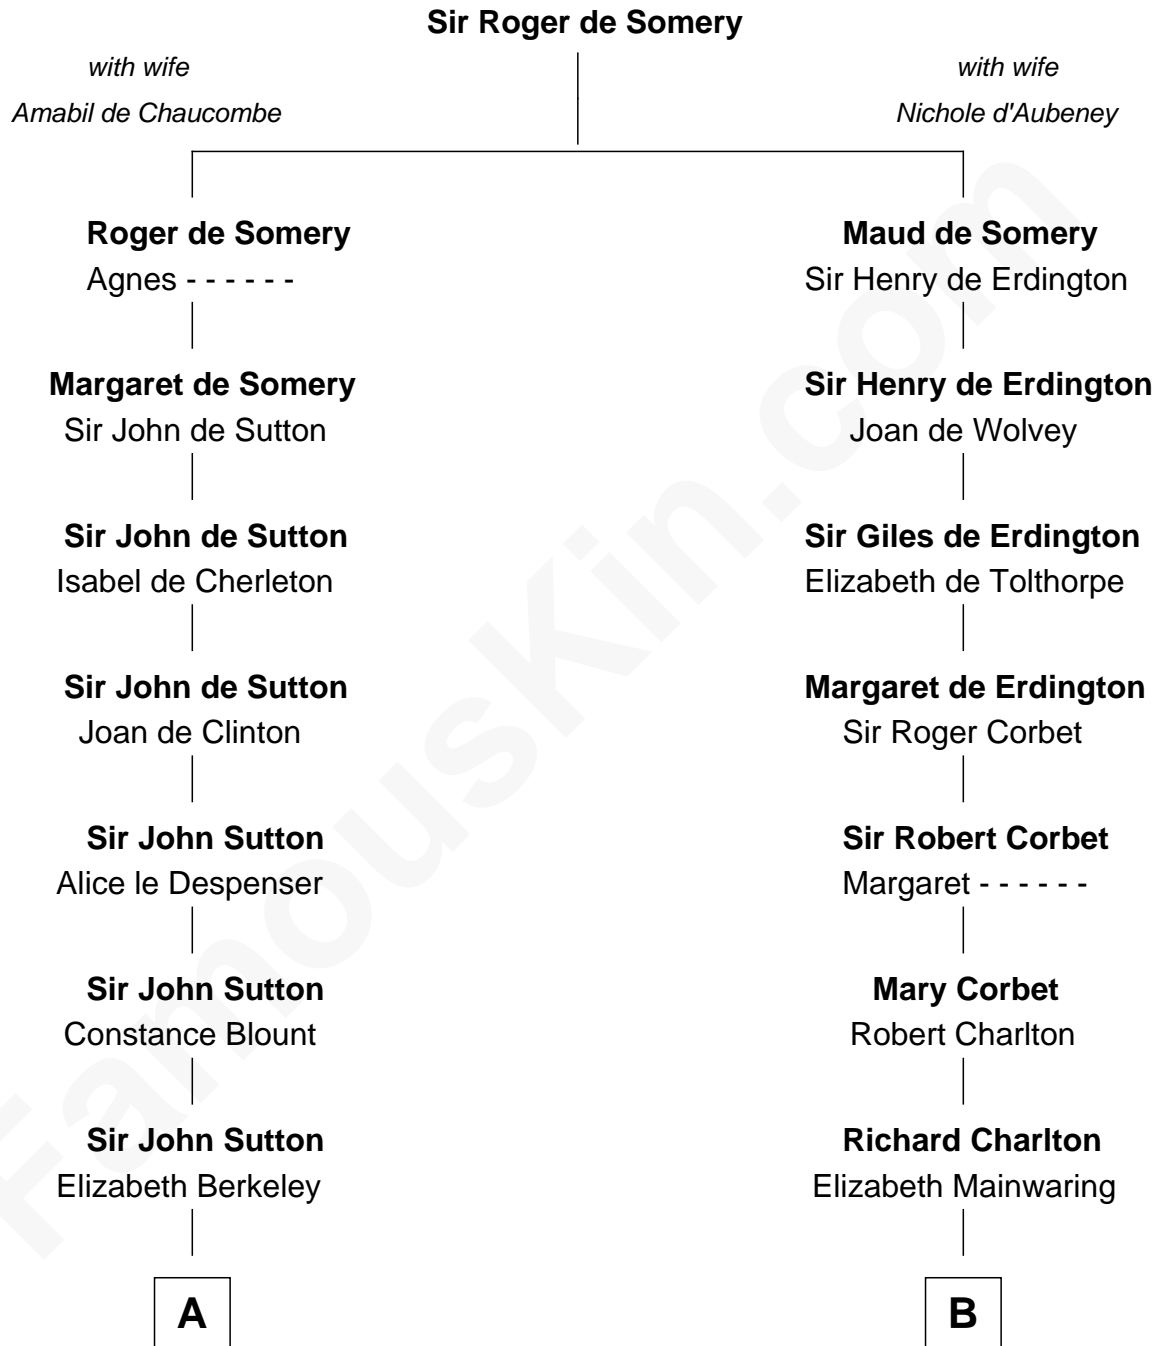 Sir Roger de Somery
with wife
Amabil de Chaucombe
with wife
Nichole d'Aubeney
Roger de Somery
Agnes - - - - - -
Maud de Somery
Sir Henry de Erdington
Margaret de Somery
Sir John de Sutton
Sir Henry de Erdington
Joan de Wolvey
Sir John de Sutton
Isabel de Cherleton
Sir Giles de Erdington
Elizabeth de Tolthorpe
Sir John de Sutton
Joan de Clinton
Margaret de Erdington
Sir Roger Corbet
Sir John Sutton
Alice le Despenser
Sir Robert Corbet
Margaret - - - - - -
Sir John Sutton
Constance Blount
Mary Corbet
Robert Charlton
Sir John Sutton
Elizabeth Berkeley
Richard Charlton
Elizabeth Mainwaring
A
B
FamousKin.com